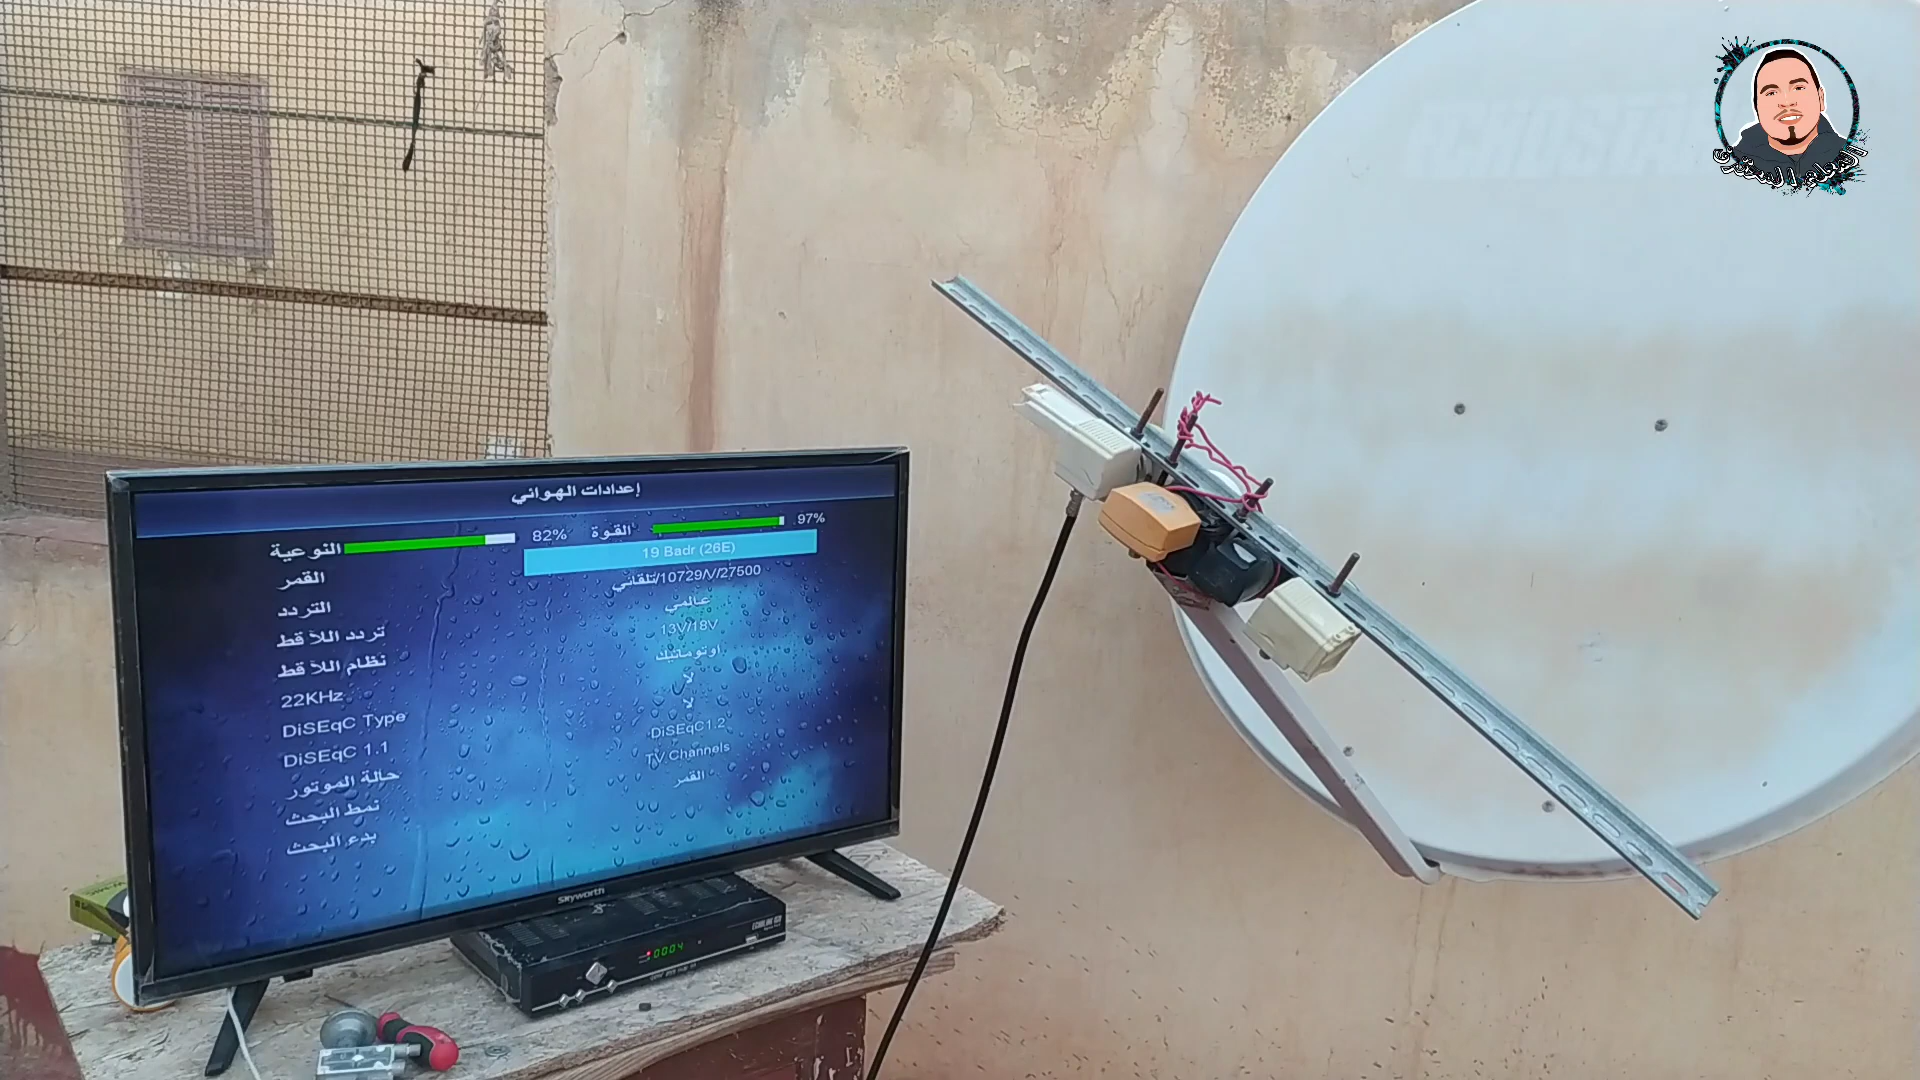 إعدادات الهوائي
النوعية 82% القوة 97%
القمر 19 Badr (26E)
التردد تلقائي/10729/V/27500
تردد اللاقط عالمي
نظام اللاقط 13V/18V
22KHz اوتوماتيك
DiSEqC Type لا
DiSEqC 1.1 لا
حالة الموتور DiSEqC1.2
نمط البحث TV Channels
بدء البحث القمر
Skyworth
0004